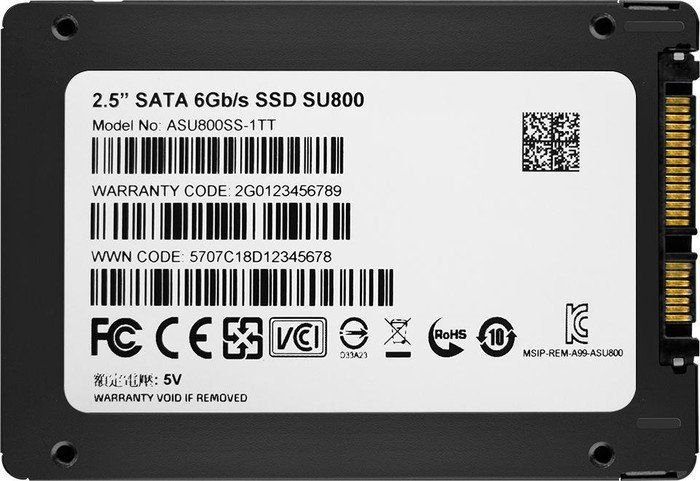 2.5” SATA 6Gb/s SSD SU800
Model No: ASU800SS-1TT
WARRANTY CODE: 2G0123456789
WWN CODE: 5707C18D12345678
FC CE VCCI D33A23 RoHS 10
MSIP-REM-A99-ASU800
額定電壓: 5V
WARRANTY VOID IF REMOVED